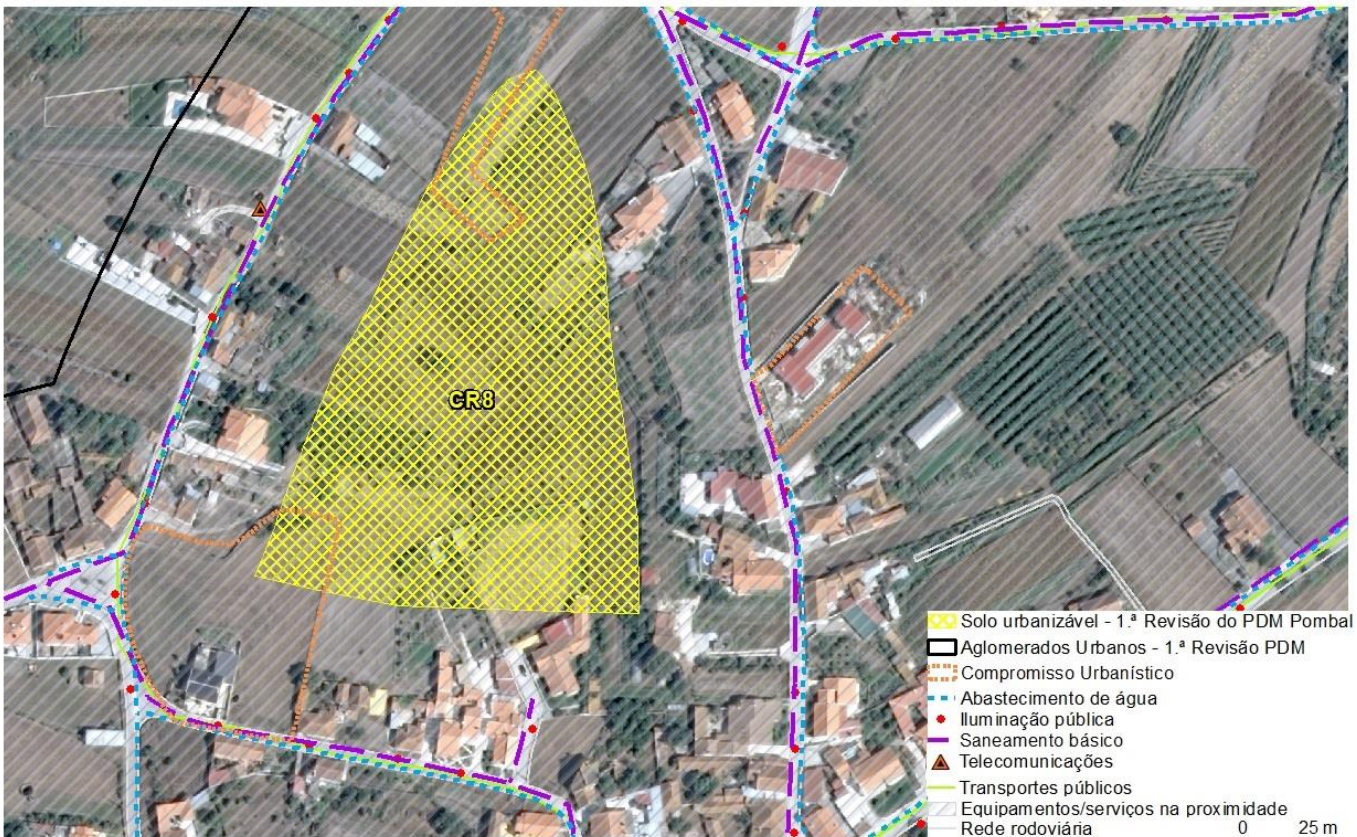 CR8
Solo urbanizável - 1.ª Revisão do PDM Pombal
Aglomerados Urbanos - 1.ª Revisão PDM
Compromisso Urbanístico
Abastecimento de água
Iluminação pública
Saneamento básico
Telecomunicações
Transportes públicos
Equipamentos/serviços na proximidade
Rede rodoviária 0 25 m